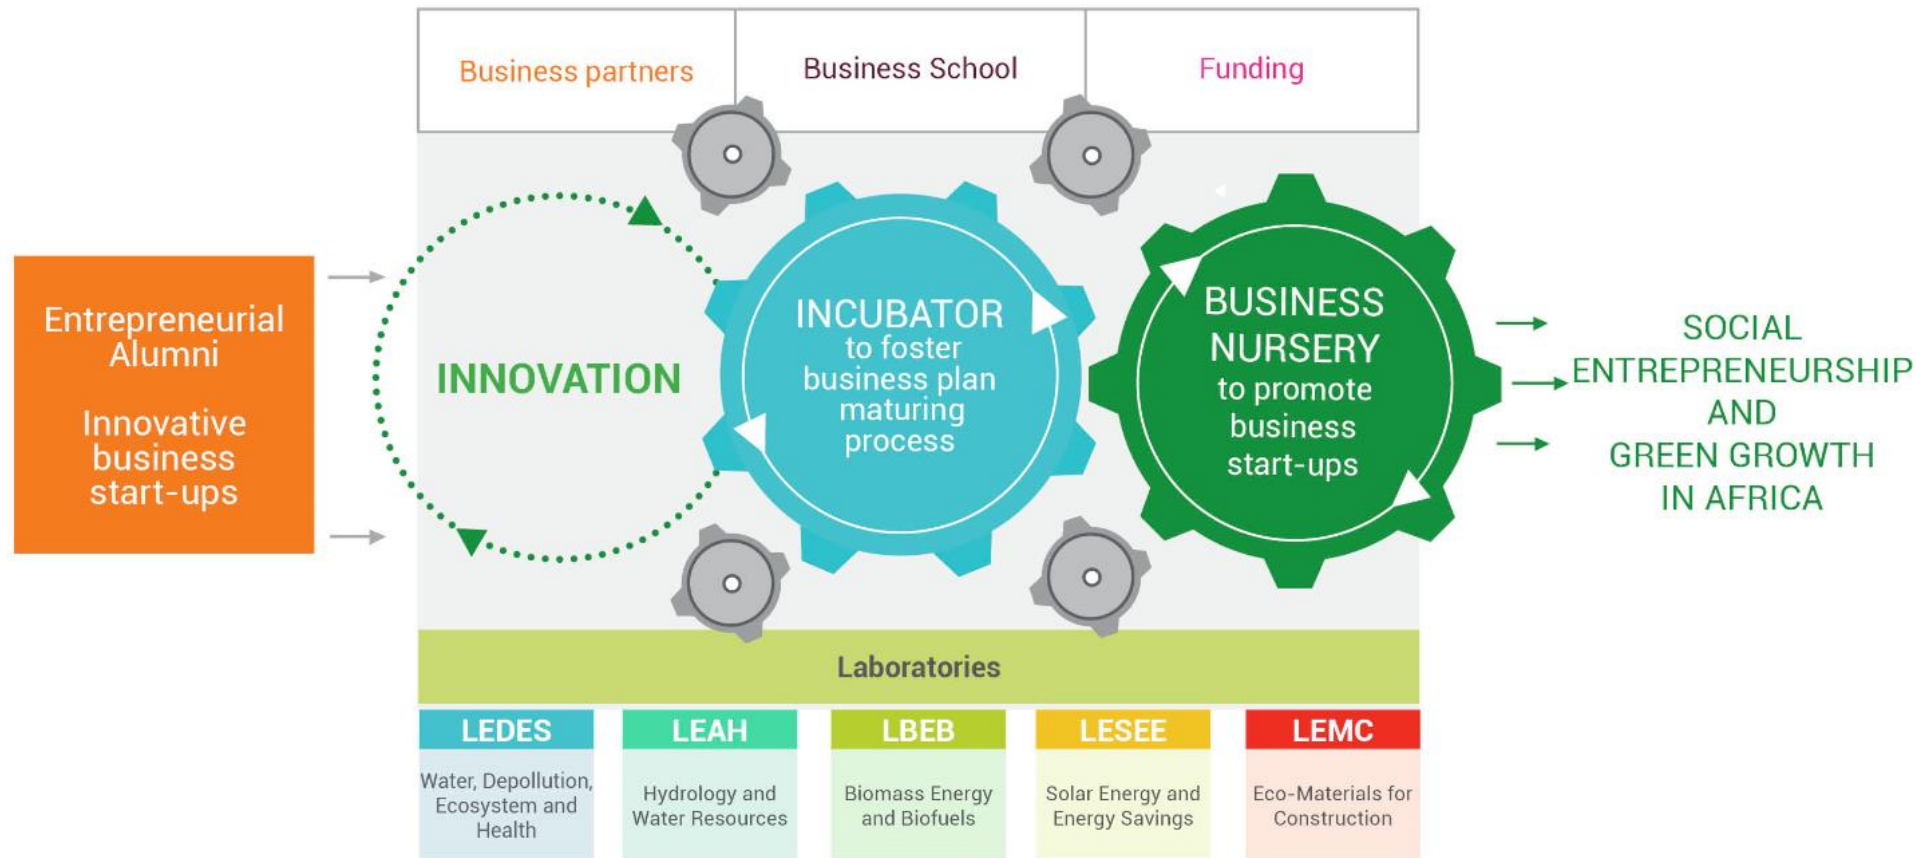 Business partners
Business School
Funding
Entrepreneurial
Alumni
Innovative
business
start-ups
INNOVATION
INCUBATOR
to foster
business plan
maturing
process
BUSINESS
NURSERY
to promote
business
start-ups
SOCIAL
ENTREPRENEURSHIP
AND
GREEN GROWTH
IN AFRICA
Laboratories
LEDES
Water, Depollution,
Ecosystem and
Health
LEAH
Hydrology and
Water Resources
LBEB
Biomass Energy
and Biofuels
LESEE
Solar Energy and
Energy Savings
LEMC
Eco-Materials for
Construction